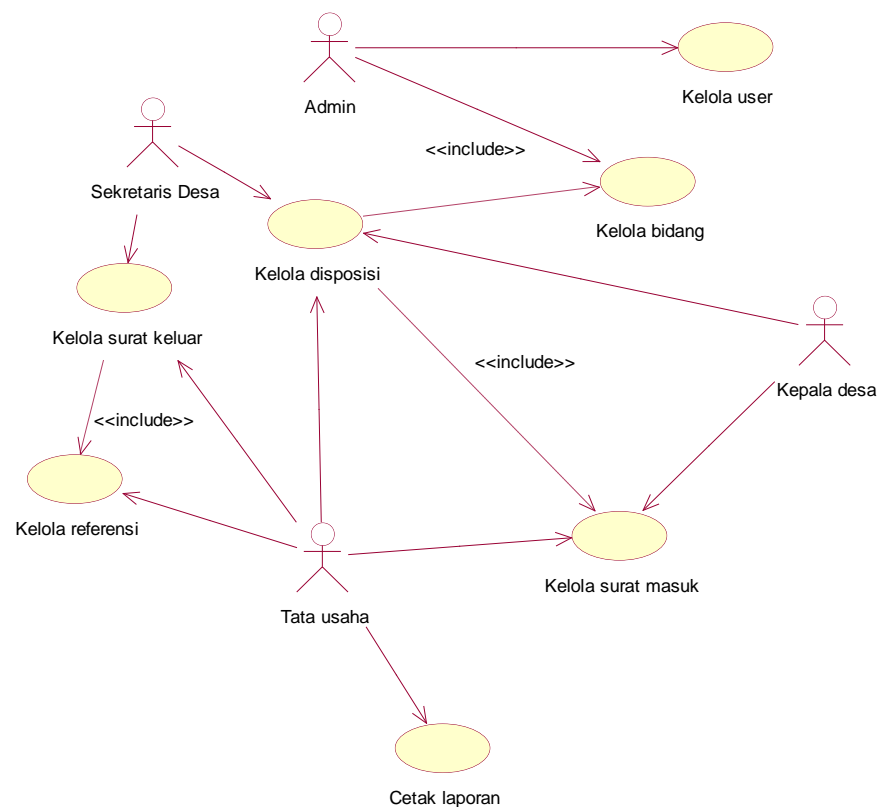 Kelola user
Admin
<<include>>
Sekretaris Desa
Kelola bidang
Kelola disposisi
Kelola surat keluar
<<include>>
Kepala desa
<<include>>
Kelola referensi
Kelola surat masuk
Tata usaha
Cetak laporan